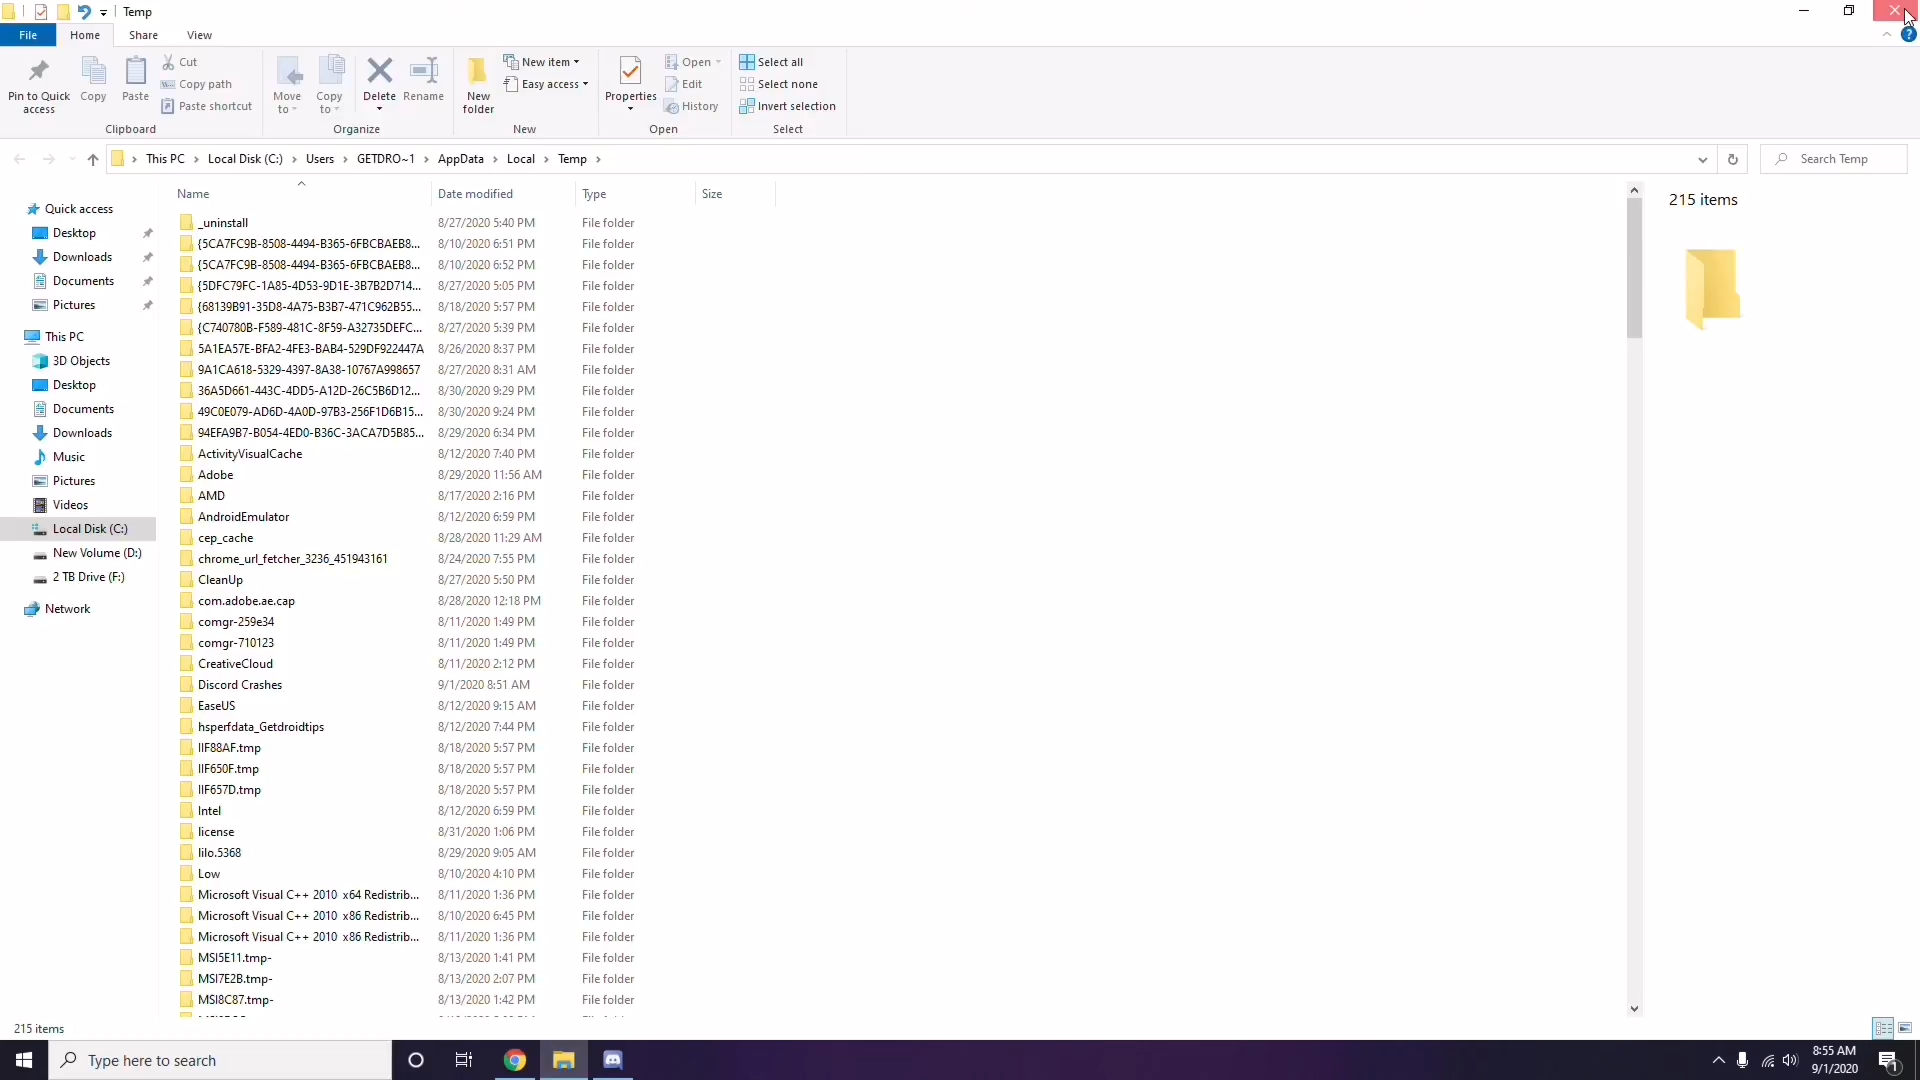 Temp
File Home Share View
Pin to Quick access
Copy
Paste
Cut
Copy path
Paste shortcut
Clipboard
Move to
Copy to
Delete
Rename
Organize
New folder
New item
Easy access
New
Properties
Open
Edit
History
Open
Select all
Select none
Invert selection
Select
This PC > Local Disk (C:) > Users > GETDRO~1 > AppData > Local > Temp >
Search Temp
Quick access
Desktop
Downloads
Documents
Pictures
This PC
3D Objects
Desktop
Documents
Downloads
Music
Pictures
Videos
Local Disk (C:)
New Volume (D:)
2 TB Drive (F:)
Network
Name Date modified Type Size
_uninstall 8/27/2020 5:40 PM File folder
{5CA7FC9B-8508-4494-B365-6FBCBAEB8... 8/10/2020 6:51 PM File folder
{5CA7FC9B-8508-4494-B365-6FBCBAEB8... 8/10/2020 6:52 PM File folder
{5DFC79FC-1A85-4D53-9D1E-3B7B2D714... 8/27/2020 5:05 PM File folder
{68139B91-35D8-4A75-B3B7-471C962B55... 8/18/2020 5:57 PM File folder
{C740780B-F589-481C-8F59-A32735DEFC... 8/27/2020 5:39 PM File folder
5A1EA57E-BFA2-4FE3-BAB4-529DF922447A 8/26/2020 8:37 PM File folder
9A1CA618-5329-4397-8A38-10767A998657 8/27/2020 8:31 AM File folder
36A5D661-443C-4DD5-A12D-26C5B6D12... 8/30/2020 9:29 PM File folder
49C0E079-AD6D-4A0D-97B3-256F1D6B15... 8/30/2020 9:24 PM File folder
94EFA9B7-B054-4ED0-B36C-3ACA7D5B85... 8/29/2020 6:34 PM File folder
ActivityVisualCache 8/12/2020 7:40 PM File folder
Adobe 8/29/2020 11:56 AM File folder
AMD 8/17/2020 2:16 PM File folder
AndroidEmulator 8/12/2020 6:59 PM File folder
cep_cache 8/28/2020 11:29 AM File folder
chrome_url_fetcher_3236_451943161 8/24/2020 7:55 PM File folder
CleanUp 8/27/2020 5:50 PM File folder
com.adobe.ae.cap 8/28/2020 12:18 PM File folder
comgr-259e34 8/11/2020 1:49 PM File folder
comgr-710123 8/11/2020 1:49 PM File folder
CreativeCloud 8/11/2020 2:12 PM File folder
Discord Crashes 9/1/2020 8:51 AM File folder
EaseUS 8/12/2020 9:15 AM File folder
hsperfdata_Getdroidtips 8/12/2020 7:44 PM File folder
IIF88AF.tmp 8/18/2020 5:57 PM File folder
IIF650F.tmp 8/18/2020 5:57 PM File folder
IIF657D.tmp 8/18/2020 5:57 PM File folder
Intel 8/12/2020 6:59 PM File folder
license 8/31/2020 1:06 PM File folder
lilo.5368 8/29/2020 9:05 AM File folder
Low 8/10/2020 4:10 PM File folder
Microsoft Visual C++ 2010 x64 Redistrib... 8/11/2020 1:36 PM File folder
Microsoft Visual C++ 2010 x86 Redistrib... 8/10/2020 6:45 PM File folder
Microsoft Visual C++ 2010 x86 Redistrib... 8/11/2020 1:36 PM File folder
MSI5E11.tmp- 8/13/2020 1:41 PM File folder
MSI7E2B.tmp- 8/13/2020 2:07 PM File folder
MSI8C87.tmp- 8/13/2020 1:42 PM File folder
215 items
215 items
Type here to search
8:55 AM
9/1/2020
1